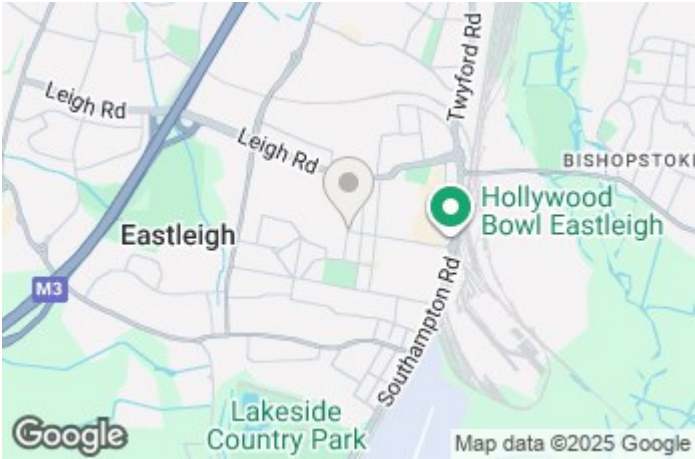 Twyford Rd
Leigh Rd
Leigh Rd
BISHOPSTOKE
Hollywood
Bowl Eastleigh
Eastleigh
M3
Southampton Rd
Lakeside
Country Park
Google
Map data ©2025 Google